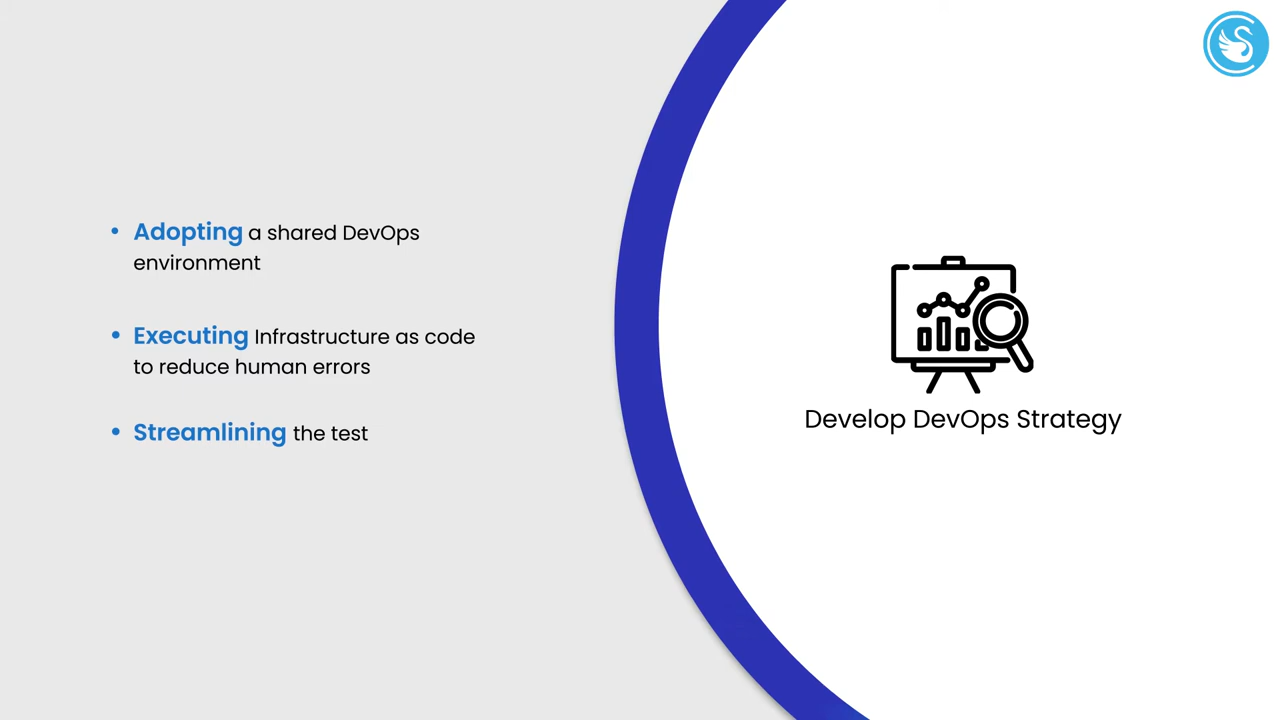 • Adopting a shared DevOps
environment
• Executing Infrastructure as code
to reduce human errors
• Streamlining the test
Develop DevOps Strategy